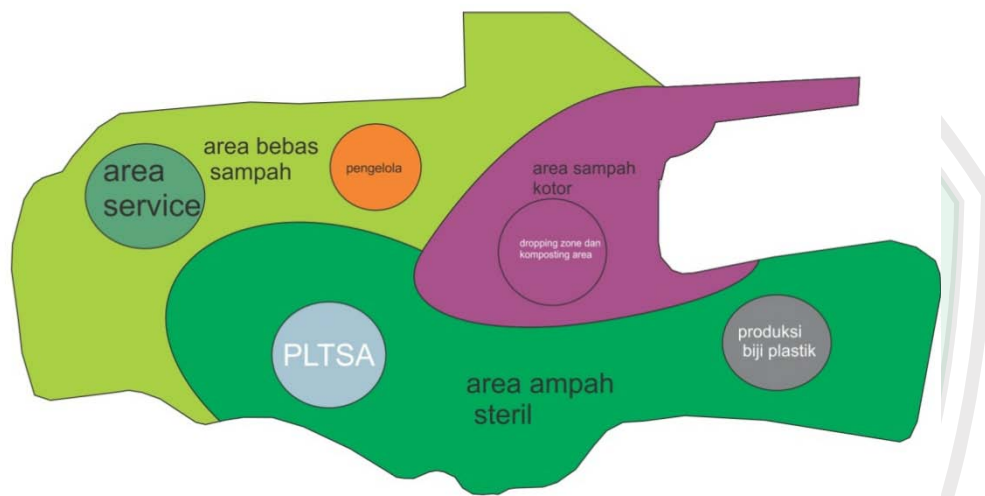 area
service
area bebas
sampah
pengelola
area sampah
kotor
dropping zone dan
komposting area
PLTSA
produksi
biji plastik
area ampah
steril